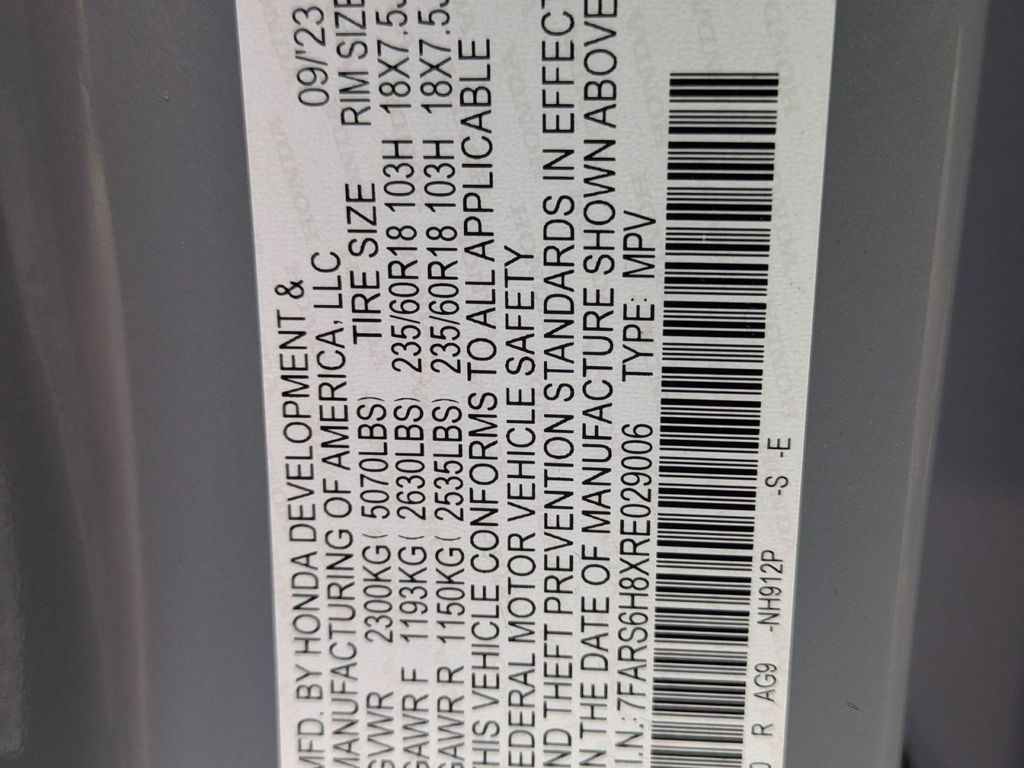 MFD. BY HONDA DEVELOPMENT & 09/'23
MANUFACTURING OF AMERICA, LLC
TIRE SIZE RIM SIZE
GVWR 2300KG ( 5070LBS)
GAWR F 1193KG ( 2630LBS) 235/60R18 103H 18X7.5J
GAWR R 1150KG ( 2535LBS) 235/60R18 103H 18X7.5J
THIS VEHICLE CONFORMS TO ALL APPLICABLE
FEDERAL MOTOR VEHICLE SAFETY
AND THEFT PREVENTION STANDARDS IN EFFECT
ON THE DATE OF MANUFACTURE SHOWN ABOVE
.I.N.: 7FARS6H8XRE029006 TYPE: MPV
R AG9 -NH912P -S -E